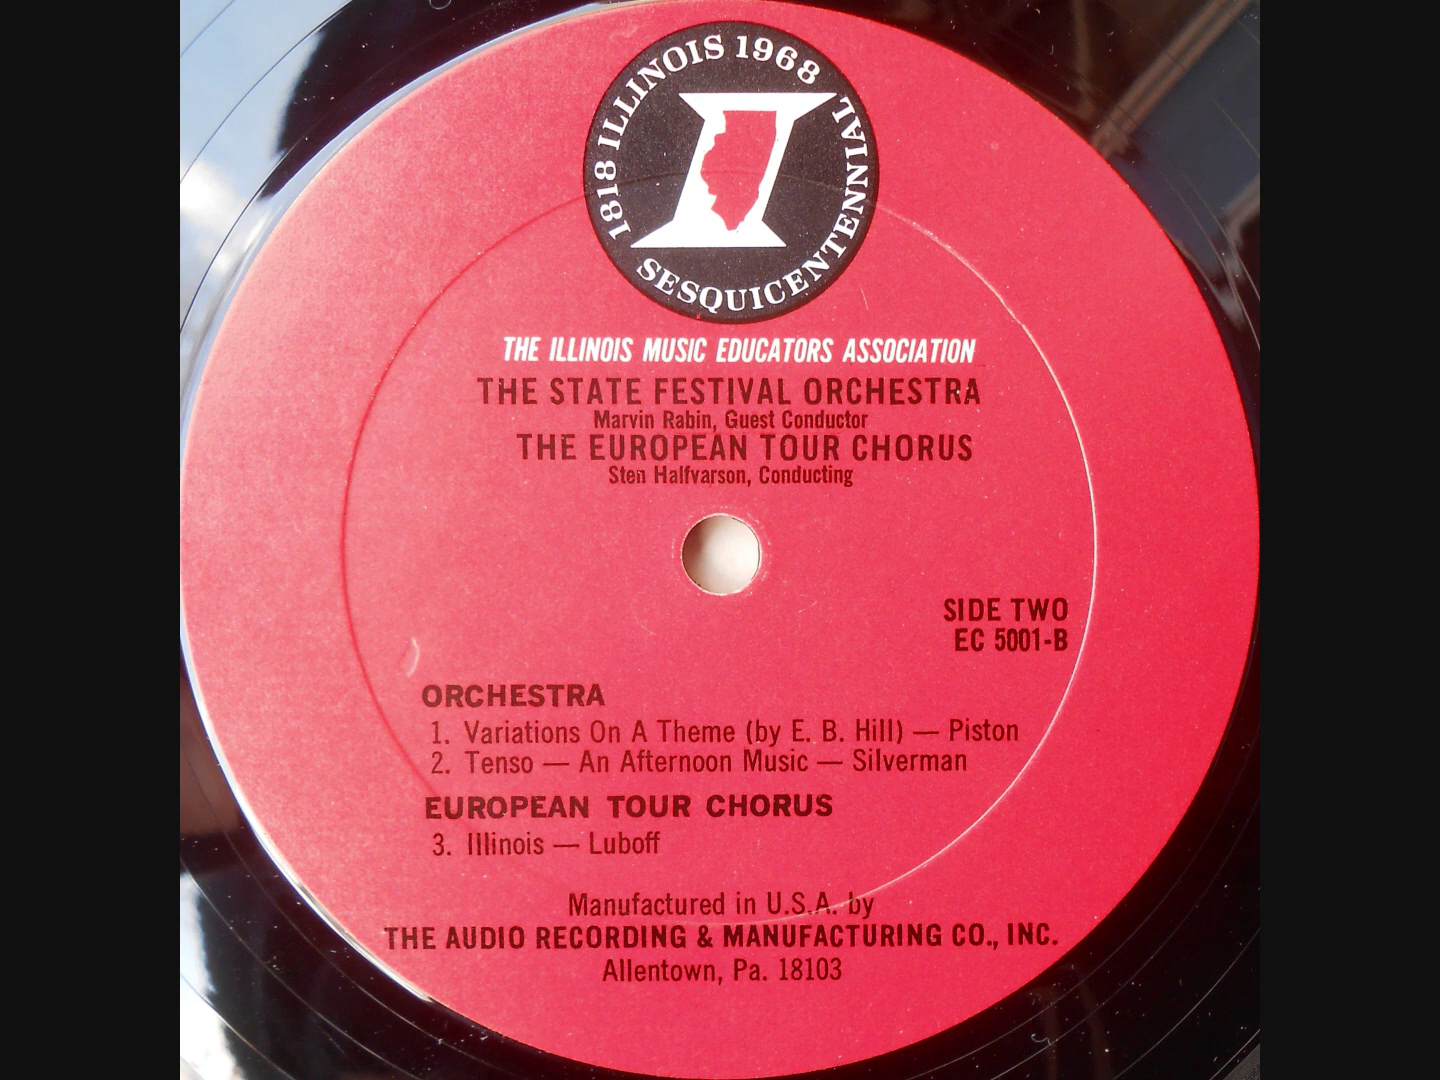 1818 ILLINOIS 1968
SESQUICENTENNIAL
THE ILLINOIS MUSIC EDUCATORS ASSOCIATION
THE STATE FESTIVAL ORCHESTRA
Marvin Rabin, Guest Conductor
THE EUROPEAN TOUR CHORUS
Sten Halfvarson, Conducting
SIDE TWO
EC 5001-B
ORCHESTRA
1. Variations On A Theme (by E. B. Hill) — Piston
2. Tenso — An Afternoon Music — Silverman
EUROPEAN TOUR CHORUS
3. Illinois — Luboff
Manufactured in U.S.A. by
THE AUDIO RECORDING & MANUFACTURING CO., INC.
Allentown, Pa. 18103